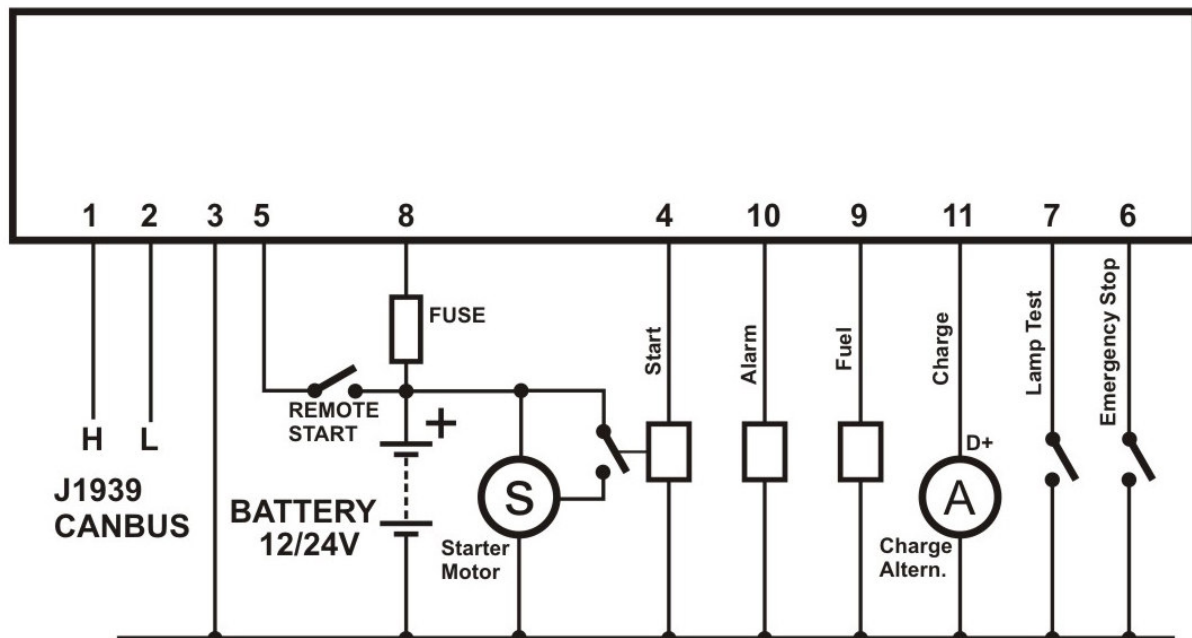 1 2 3 5 8 4 10 9 11 7 6
FUSE
Start
Alarm
Fuel
Charge
Lamp Test
Emergency Stop
REMOTE
START
+
H L
J1939
CANBUS
BATTERY
12/24V
S
Starter
Motor
D+
A
Charge
Altern.